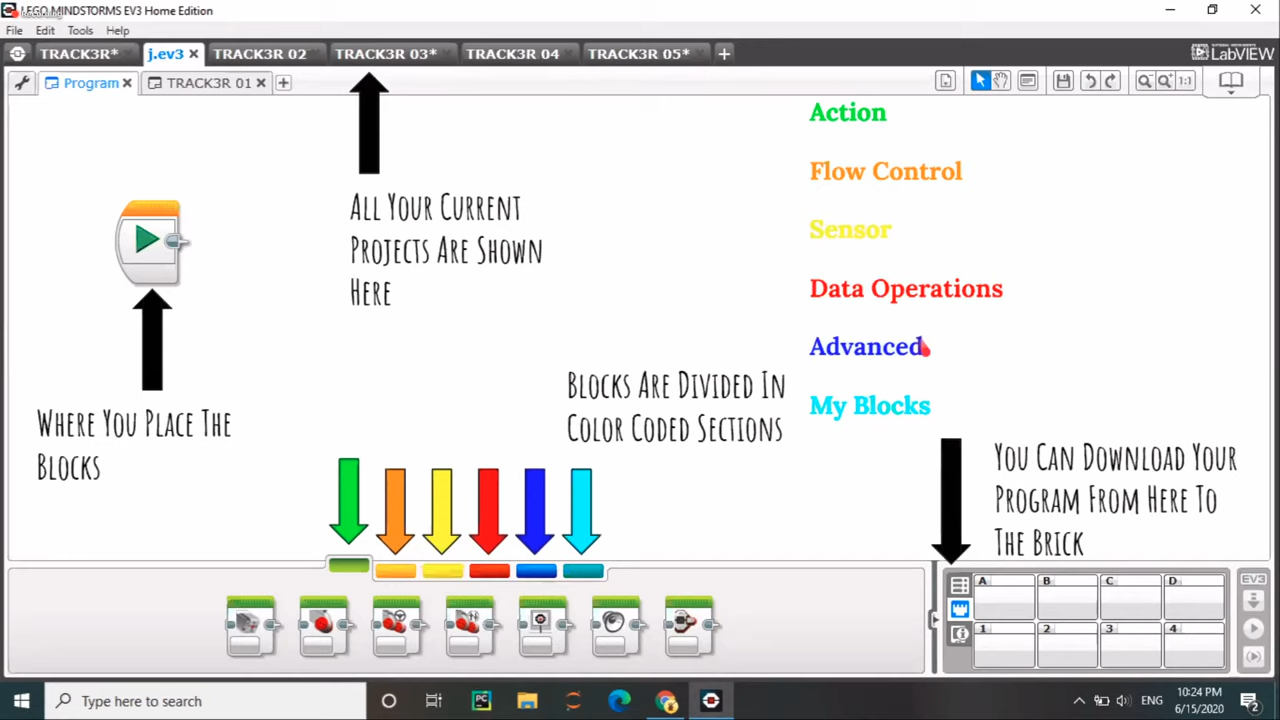 LEGO MINDSTORMS EV3 Home Edition
File Edit Tools Help
TRACK3R* j.ev3 TRACK3R 02 TRACK3R 03* TRACK3R 04 TRACK3R 05* LabVIEW
Program TRACK3R 01 1:1
Action
Flow Control
Sensor
Data Operations
Advanced
My Blocks
All Your Current
Projects Are Shown
Here
Where You Place The
Blocks
Blocks Are Divided In
Color Coded Sections
You Can Download Your
Program From Here To
The Brick
A B C D EV3
1 2 3 4
Type here to search
PC
ENG
10:24 PM
6/15/2020
2